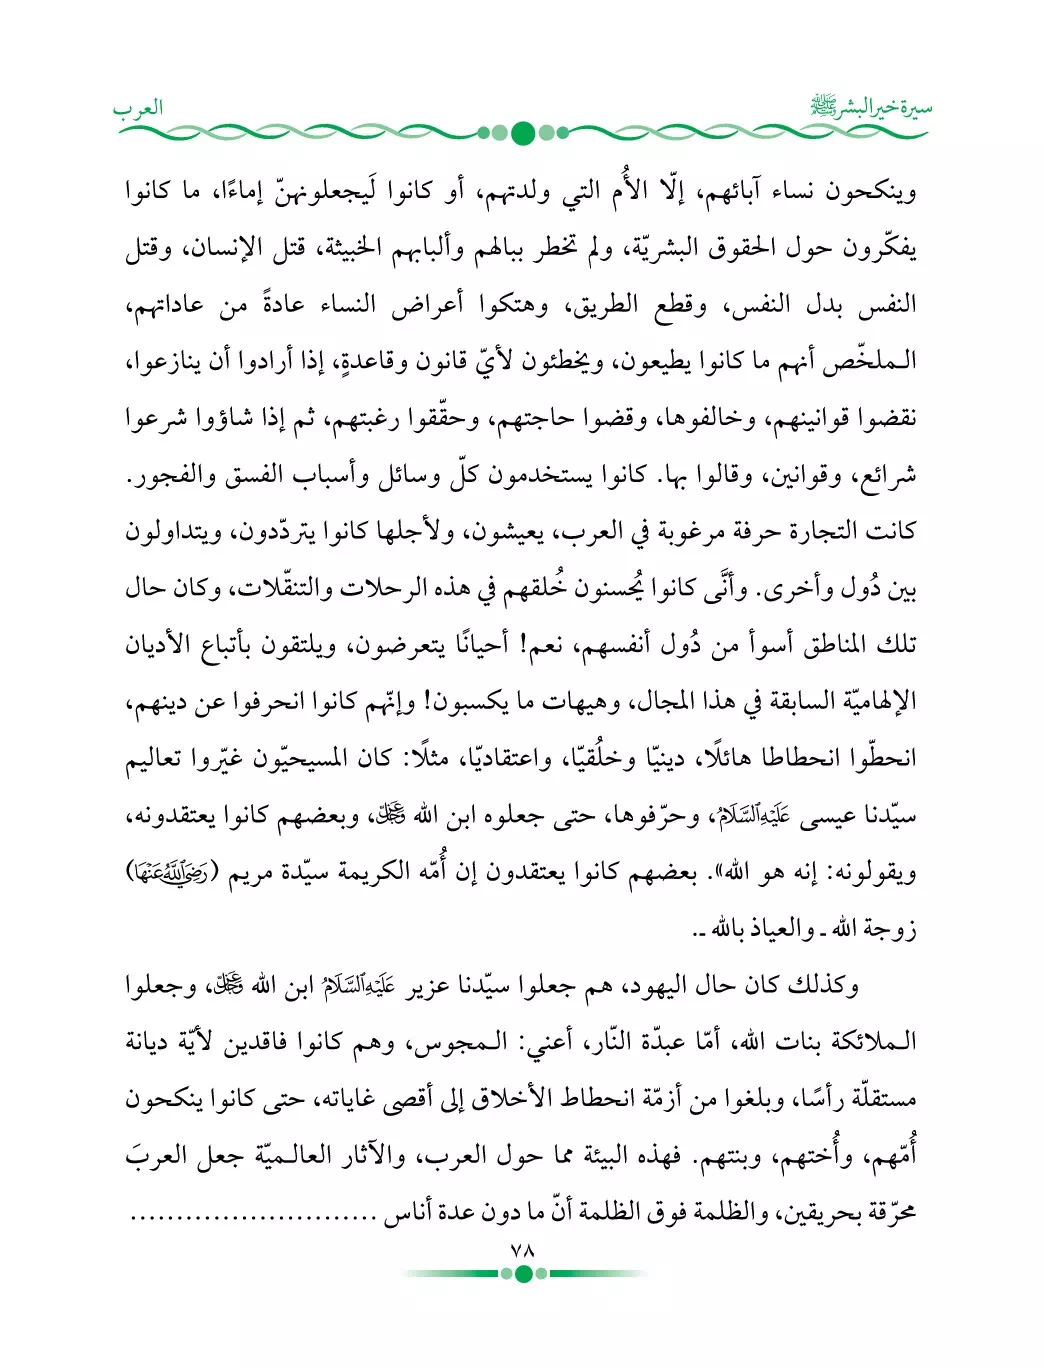 سيرة خير البشر ﷺ
العرب
وينكحون نساء آبائهم، إلّا الأُم التي ولدتهم، أو كانوا لَيجعلونهنّ إماءًا، ما كانوا
يفكّرون حول الحقوق البشريّة، ولم تخطر ببالهم وألبابهم الخبيثة، قتل الإنسان، وقتل
النفس بدل النفس، وقطع الطريق، وهتكوا أعراض النساء عادةً من عاداتهم،
الـملخّص أنهم ما كانوا يطيعون، ويخطئون لأيّ قانون وقاعدةٍ، إذا أرادوا أن ينازعوا،
نقضوا قوانينهم، وخالفوها، وقضوا حاجتهم، وحقّقوا رغبتهم، ثم إذا شاؤوا شرعوا
شرائع، وقوانين، وقالوا بها. كانوا يستخدمون كلّ وسائل وأسباب الفسق والفجور.
كانت التجارة حرفة مرغوبة في العرب، يعيشون، ولأجلها كانوا يتردّدون، ويتداولون
بين دُول وأخرى. وأنَّى كانوا يُحسنون خُلقهم في هذه الرحلات والتنقّلات، وكان حال
تلك المناطق أسوأ من دُول أنفسهم، نعم! أحيانًا يتعرضون، ويلتقون بأتباع الأديان
الإلهاميّة السابقة في هذا المجال، وهيهات ما يكسبون! وإنّهم كانوا انحرفوا عن دينهم،
انحطّوا انحطاطا هائلًا، دينيّا وخلُقيّا، واعتقاديّا، مثلًا: كان المسيحيّون غيّروا تعاليم
سيّدنا عيسى عَلَيْهِ السَّلَامُ، وحرّفوها، حتى جعلوه ابن الله ﷻ، وبعضهم كانوا يعتقدونه،
ويقولونه: إنه هو الله». بعضهم كانوا يعتقدون إن أُمّه الكريمة سيّدة مريم (رَضِيَ اللَّهُ عَنْهَا)
زوجة الله ـ والعياذ بالله ـ.
وكذلك كان حال اليهود، هم جعلوا سيّدنا عزير عَلَيْهِ السَّلَامُ ابن الله ﷻ، وجعلوا
الـملائكة بنات الله، أمّا عبدّة النّار، أعني: الـمجوس، وهم كانوا فاقدين لأيّة ديانة
مستقلّة رأسًا، وبلغوا من أزمّة انحطاط الأخلاق إلى أقصى غاياته، حتى كانوا ينكحون
أُمّهم، وأُختهم، وبنتهم. فهذه البيئة مما حول العرب، والآثار العالـميّة جعل العربَ
محرّقة بحريقين، والظلمة فوق الظلمة أنّ ما دون عدة أناس ...........................
٧٨